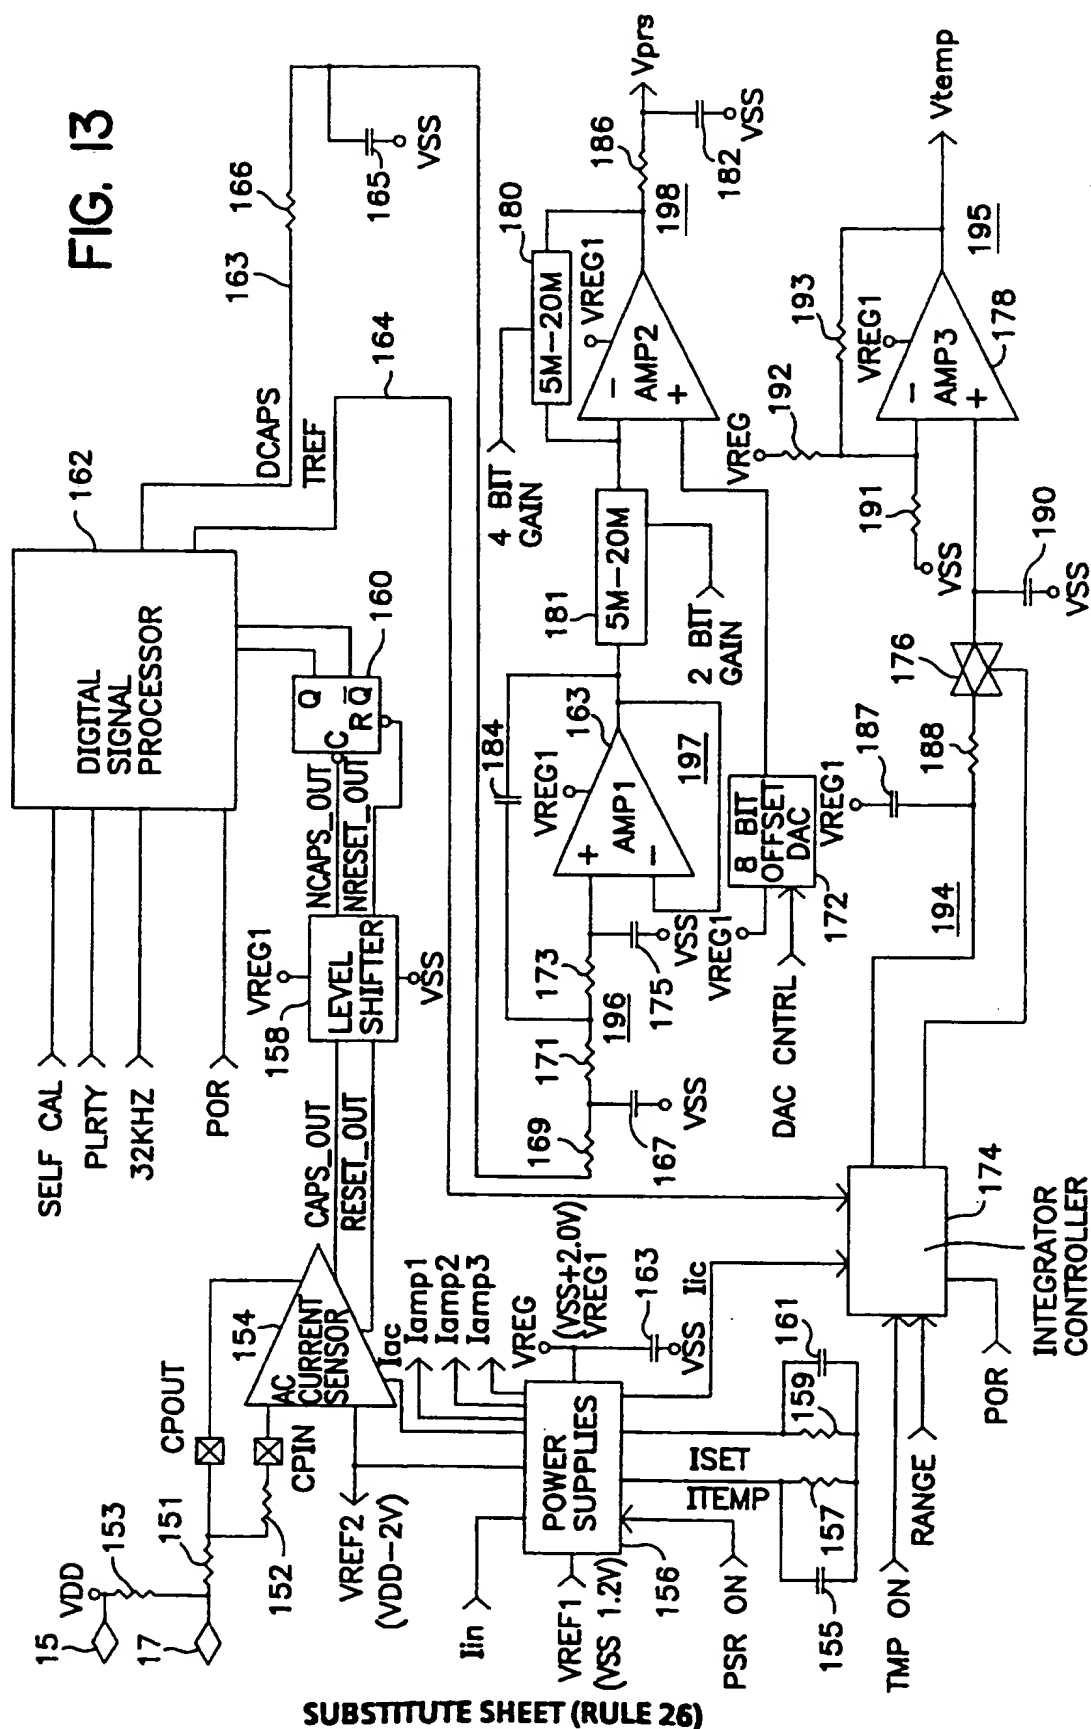 FIG. 13
SELF CAL
PLRTY
32KHZ
POR
DIGITAL
SIGNAL
PROCESSOR
162
DCAPS
163
166
165
VSS
TREF
164
15
VDD
153
17
151
152
CPOUT
CPIN
154
AC
CURRENT
SENSOR
CAPS_OUT
RESET_OUT
VREG1
158
LEVEL
SHIFTER
VSS
NCAPS_OUT
NRESET_OUT
Q
C
R
Q
160
VREF2
(VDD-2V)
Iac
Iamp1
Iamp2
Iamp3
VREG
(VSS+2.0V)
VREG1
163
VSS
Iin
VREF1
(VSS 1.2V)
POWER
SUPPLIES
156
PSR ON
ISET
ITEMP
Iic
155
157
159
161
169
167
VSS
171
196
173
175
VSS
184
VREG1
163
+
AMP1
-
197
181
5M-20M
2 BIT
GAIN
4 BIT
GAIN
5M-20M
180
VREG1
-
AMP2
+
198
186
Vprs
182
VSS
DAC CNTRL
VREG1
8 BIT
OFFSET
DAC
172
TMP ON
RANGE
POR
INTEGRATOR
CONTROLLER
174
194
VREG1
187
188
176
190
VSS
VSS
191
VREG
192
193
VREG1
-
AMP3
+
178
195
Vtemp
SUBSTITUTE SHEET (RULE 26)